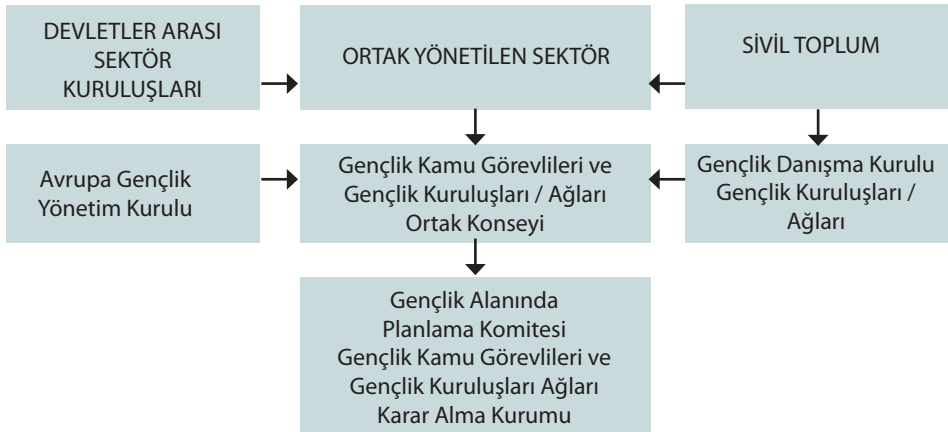 DEVLETLER ARASI
SEKTÖR
KURULUŞLARI
ORTAK YÖNETİLEN SEKTÖR
SİVİL TOPLUM
Avrupa Gençlik
Yönetim Kurulu
Gençlik Kamu Görevlileri ve
Gençlik Kuruluşları / Ağları
Ortak Konseyi
Gençlik Danışma Kurulu
Gençlik Kuruluşları /
Ağları
Gençlik Alanında
Planlama Komitesi
Gençlik Kamu Görevlileri ve
Gençlik Kuruluşları Ağları
Karar Alma Kurumu